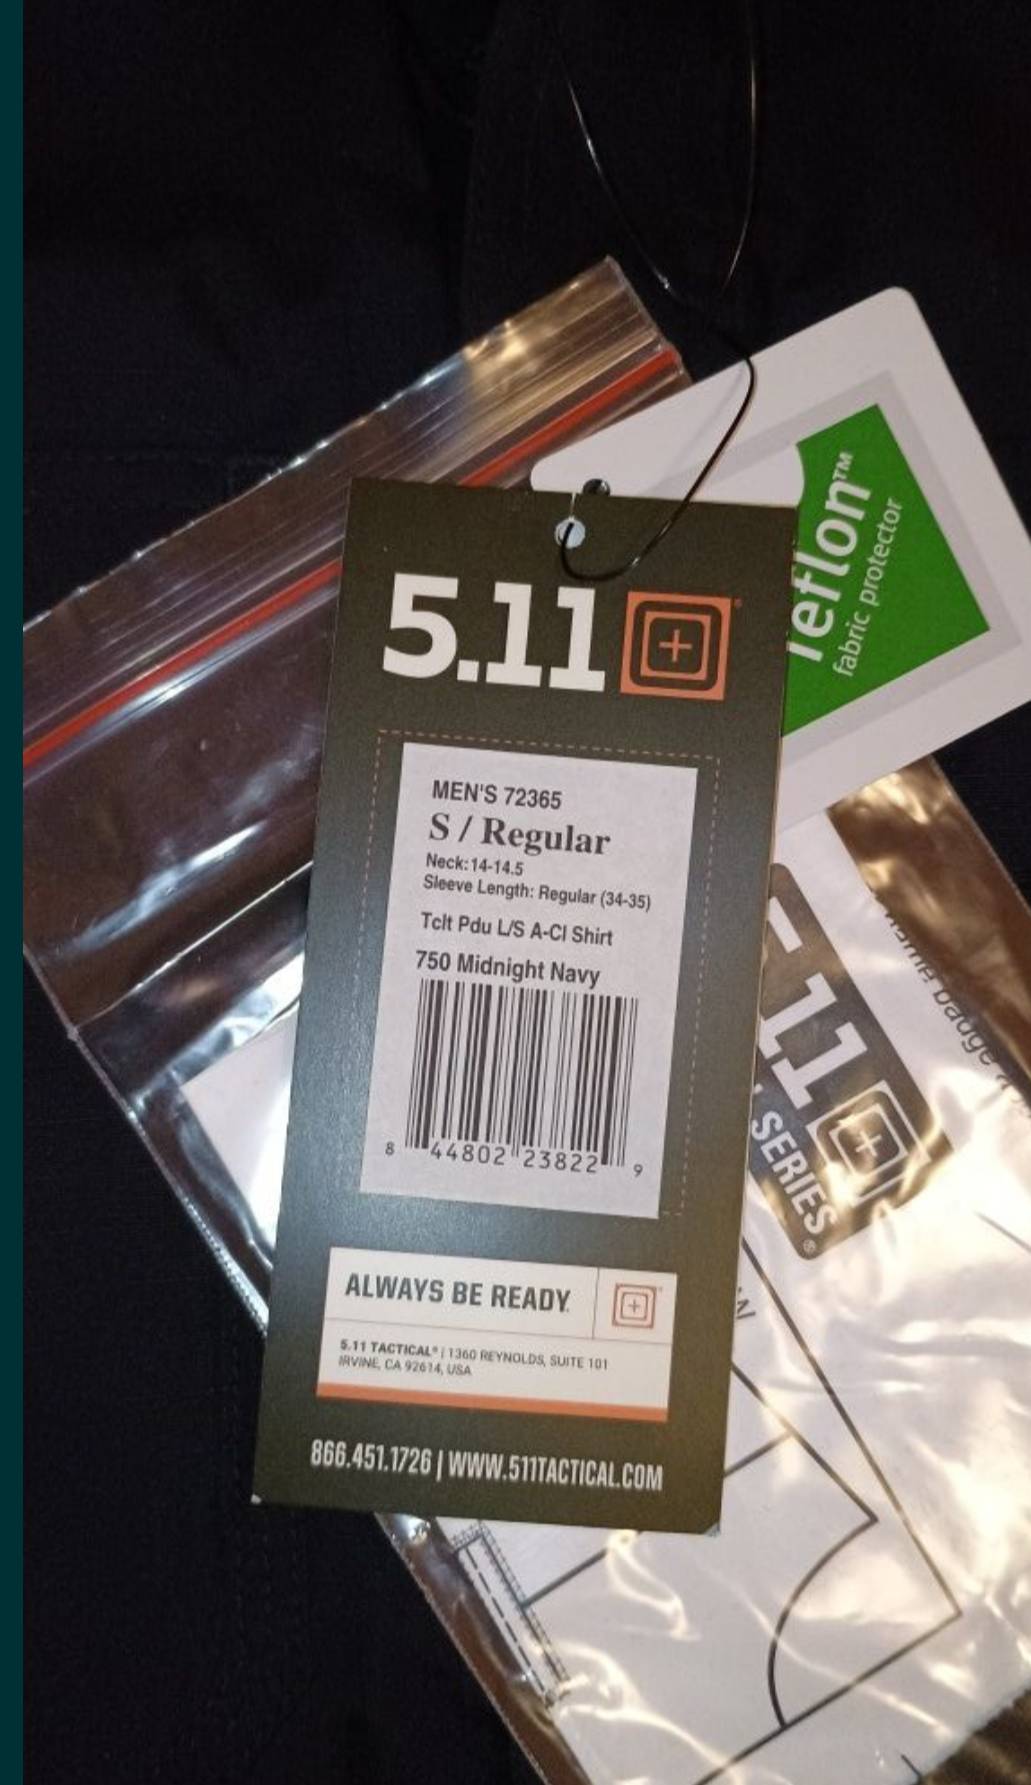 5.11
MEN'S 72365
S / Regular
Neck: 14-14.5
Sleeve Length: Regular (34-35)
Tclt Pdu L/S A-Cl Shirt
750 Midnight Navy
8 44802 23822 9
ALWAYS BE READY.
5.11 TACTICAL® | 1360 REYNOLDS, SUITE 101
IRVINE, CA 92614, USA
866.451.1726 | WWW.511TACTICAL.COM
Teflon™
fabric protector
5.11
SERIES®
badge